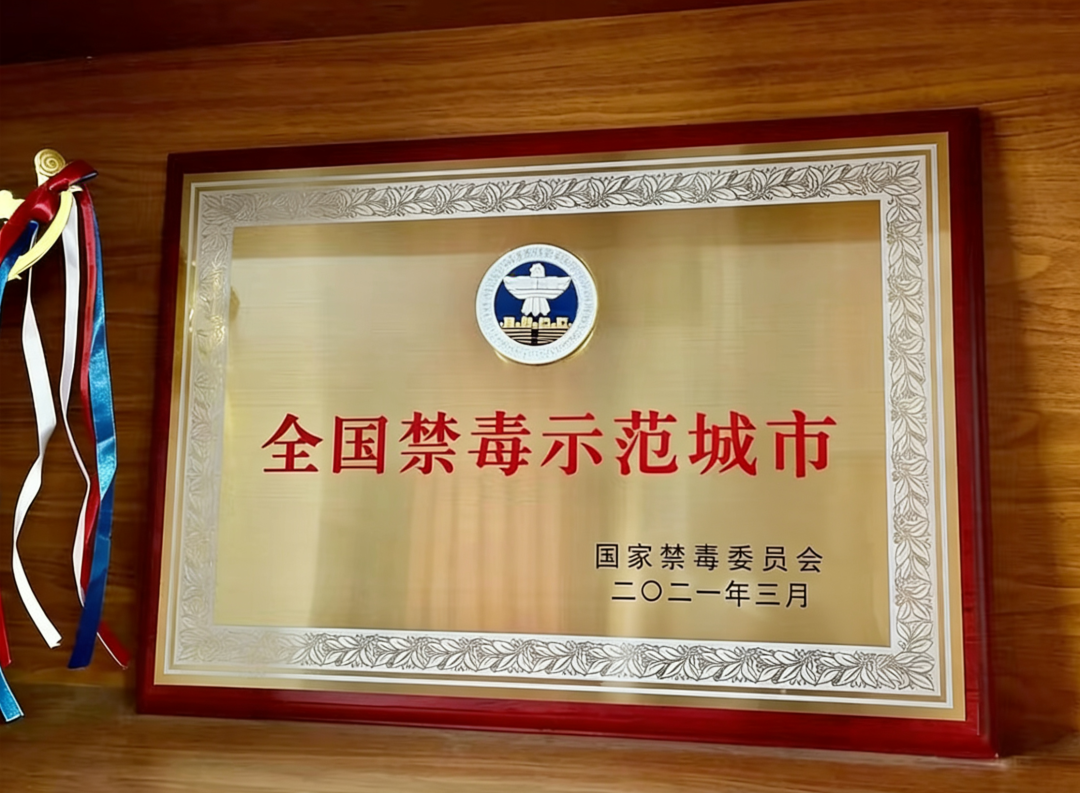 全国禁毒示范城市
国家禁毒委员会
二〇二一年三月